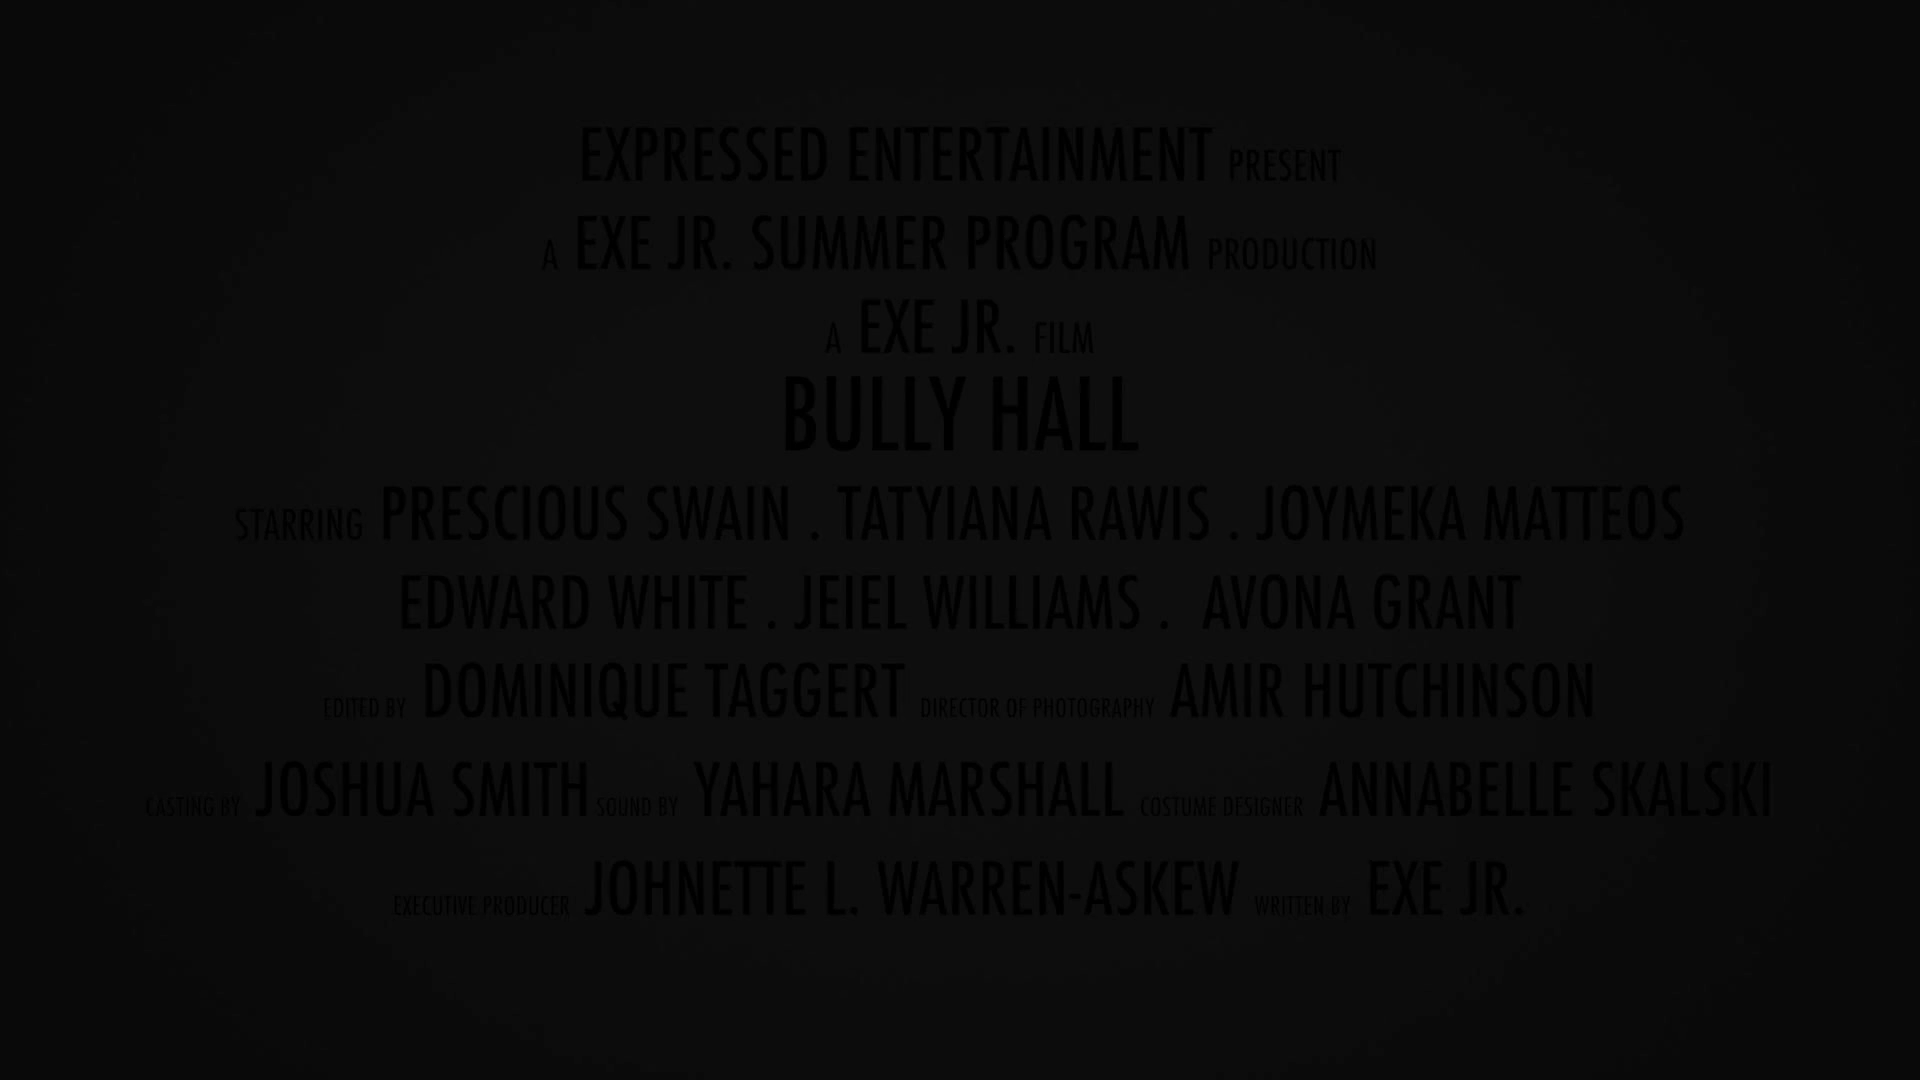 EXPRESSED ENTERTAINMENT PRESENT
A EXE JR. SUMMER PROGRAM PRODUCTION
A EXE JR. FILM
BULLY HALL
STARRING PRESCIOUS SWAIN . TATYIANA RAWIS . JOYMEKA MATTEOS
EDWARD WHITE . JEIEL WILLIAMS . AVONA GRANT
EDITED BY DOMINIQUE TAGGERT DIRECTOR OF PHOTOGRAPHY AMIR HUTCHINSON
CASTING BY JOSHUA SMITH SOUND BY YAHARA MARSHALL COSTUME DESIGNER ANNABELLE SKALSKI
EXECUTIVE PRODUCER JOHNETTE L. WARREN-ASKEW WRITTEN BY EXE JR.